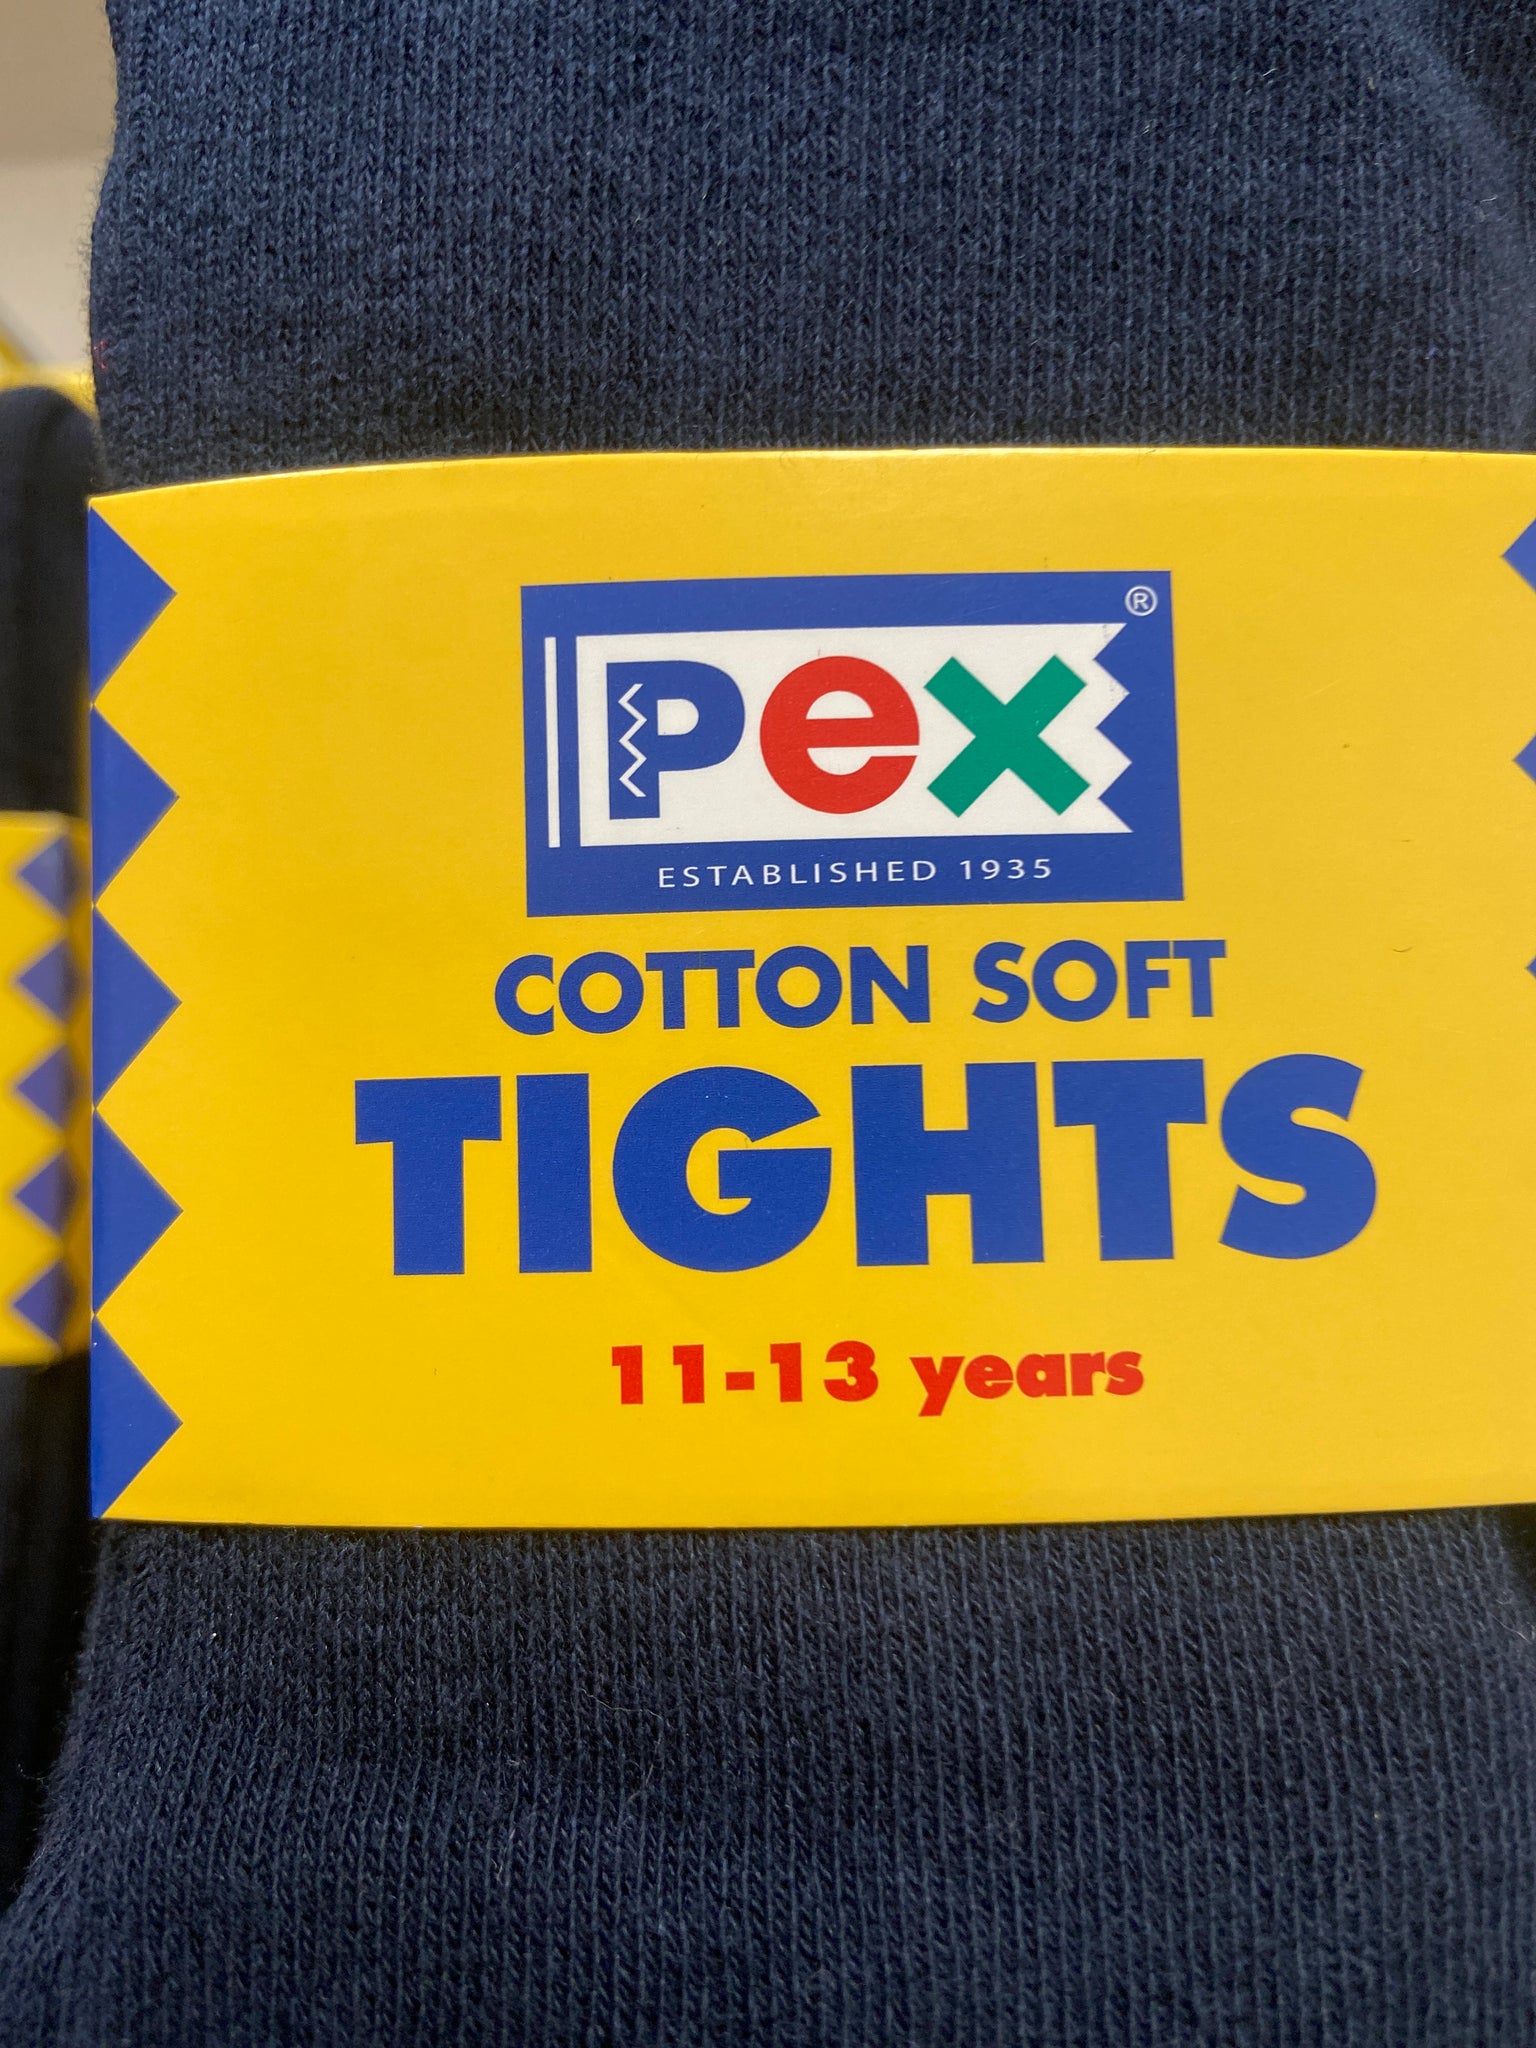 pex®
ESTABLISHED 1935
COTTON SOFT
TIGHTS
11-13 years